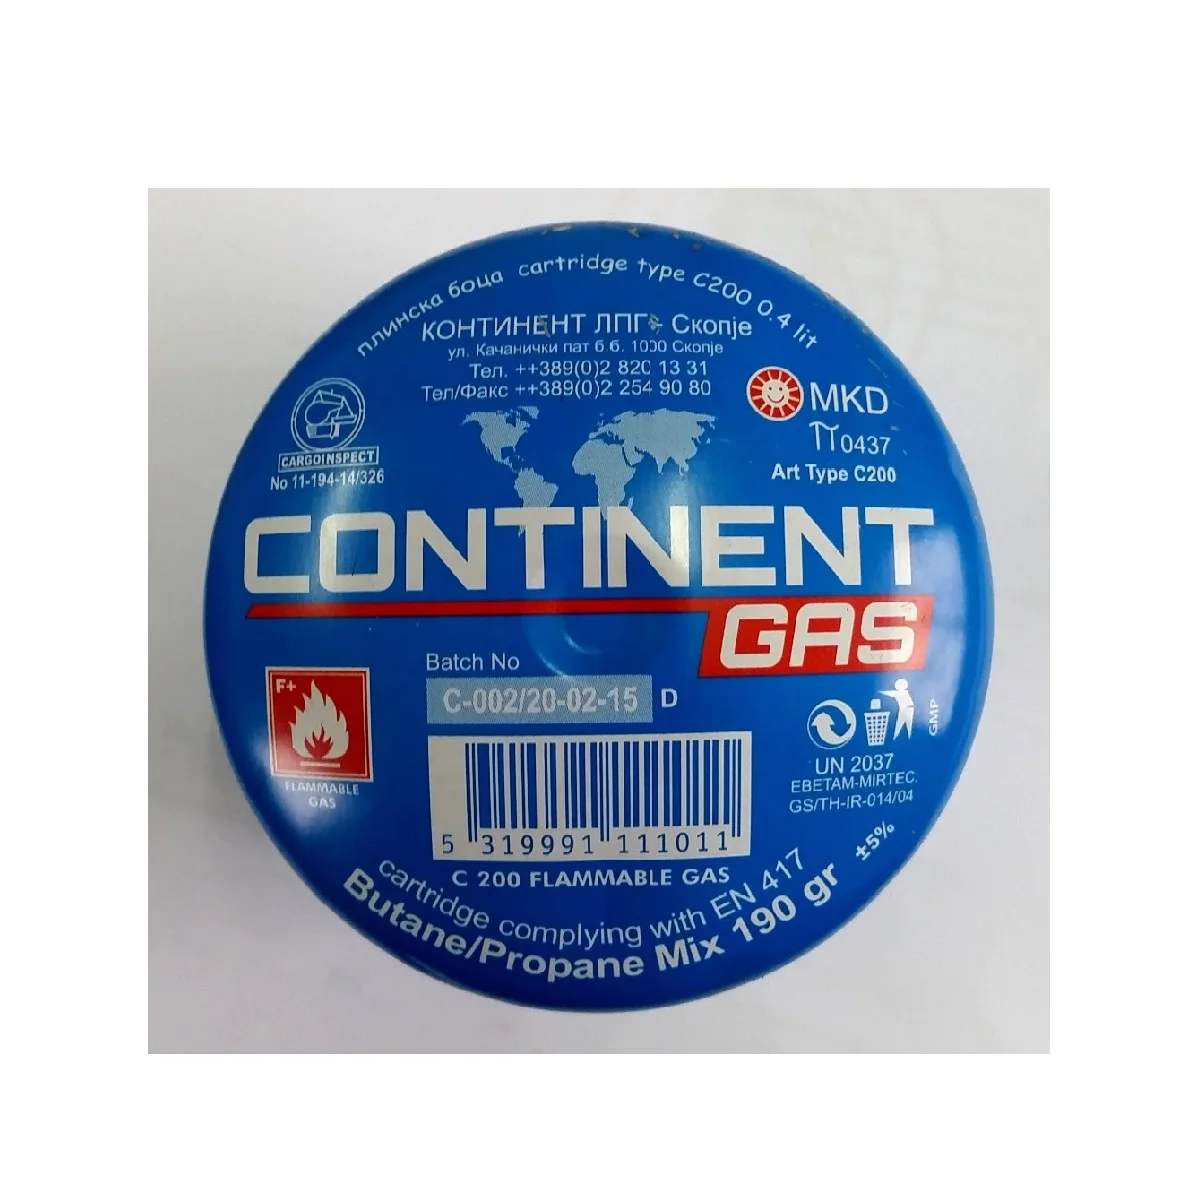 плинска боца cartridge type C200 0.4 lit
КОНТИНЕНТ ЛПГ - Скопје
ул. Качанички пат б.б. 1000 Скопје
Тел. ++389(0)2 820 13 31
Тел/Факс ++389(0)2 254 90 80
MKD
π0437
Art Type C200
CARGOINSPECT
No 11-194-14/326
CONTINENT
GAS
Batch No
C-002/20-02-15 D
F+
FLAMMABLE
GAS
5 319991 111011
C 200 FLAMMABLE GAS
GMP
UN 2037
EBETAM-MIRTEC.
GS/TH-IR-014/04
cartridge complying with EN 417
Butane/Propane Mix 190 gr ±5%